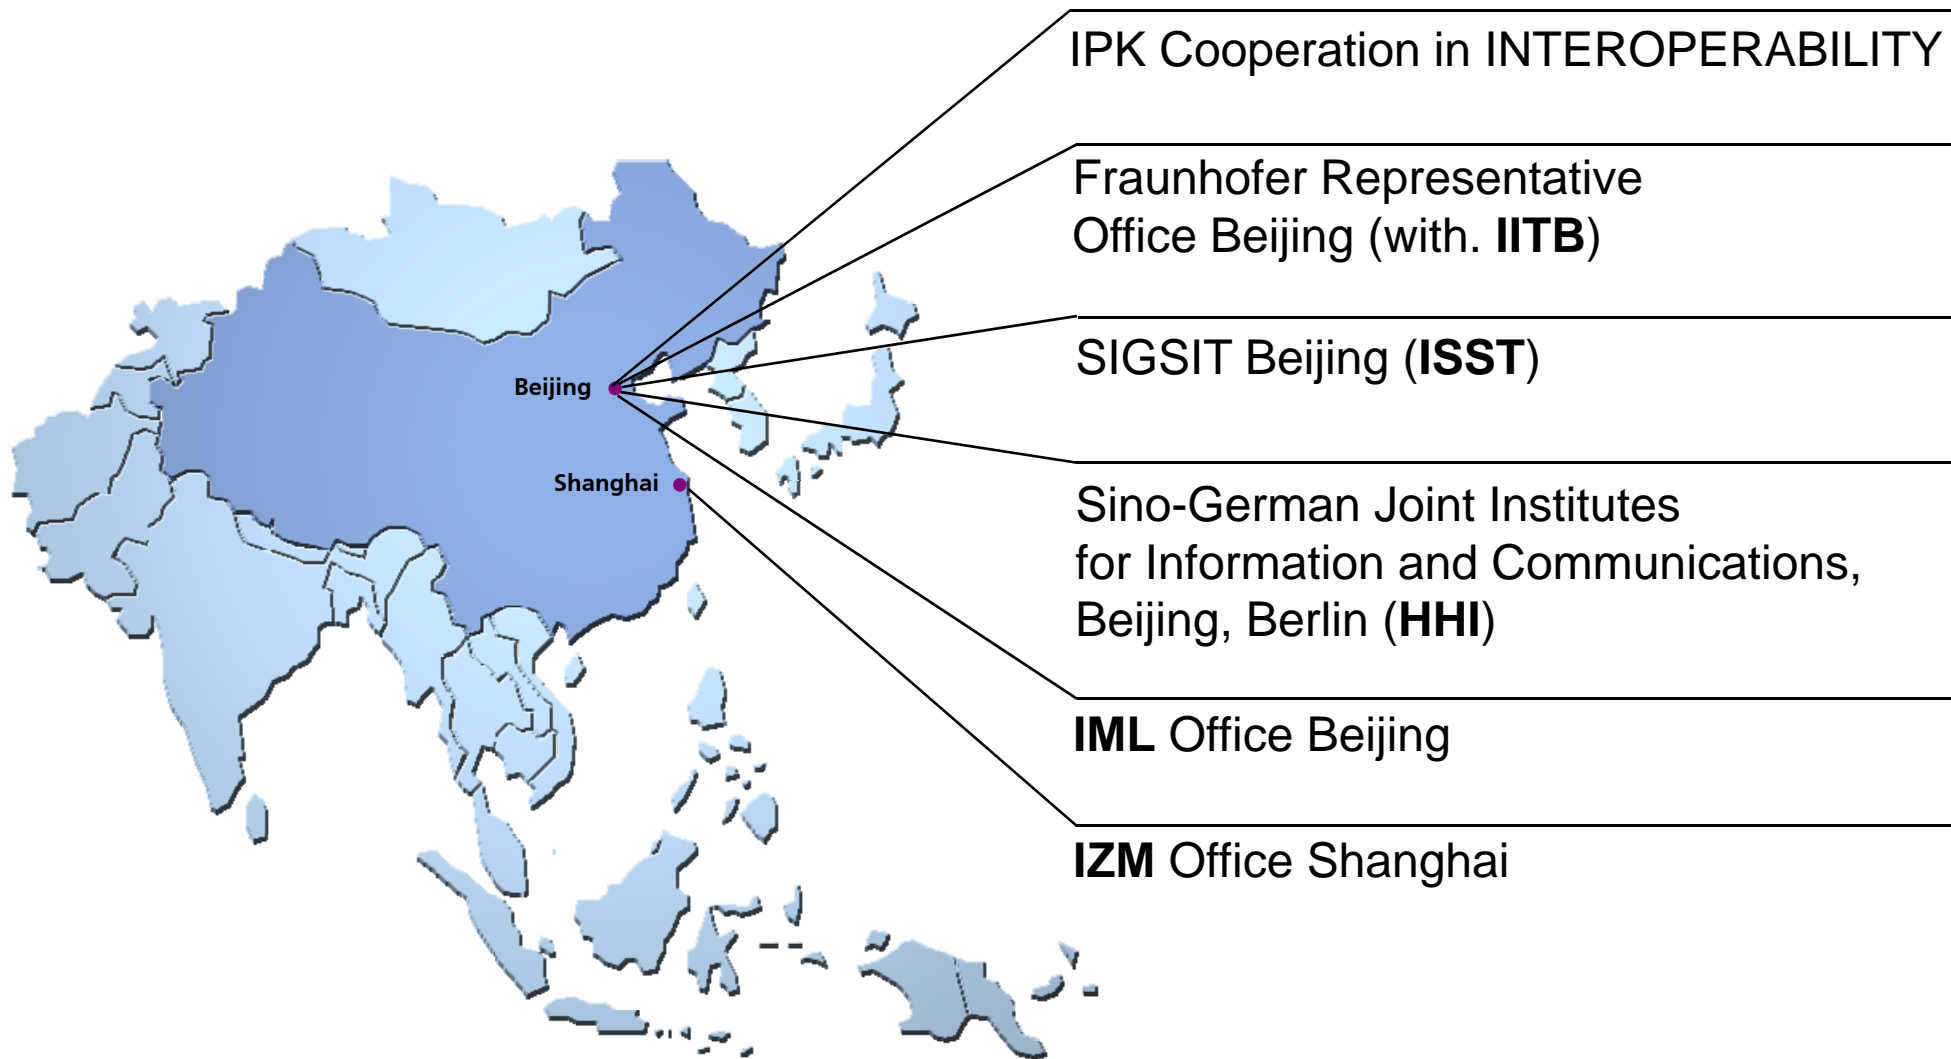 IPK Cooperation in INTEROPERABILITY
Fraunhofer Representative
Office Beijing (with. IITB)
SIGSIT Beijing (ISST)
Beijing
Shanghai
Sino-German Joint Institutes
for Information and Communications,
Beijing, Berlin (HHI)
IML Office Beijing
IZM Office Shanghai